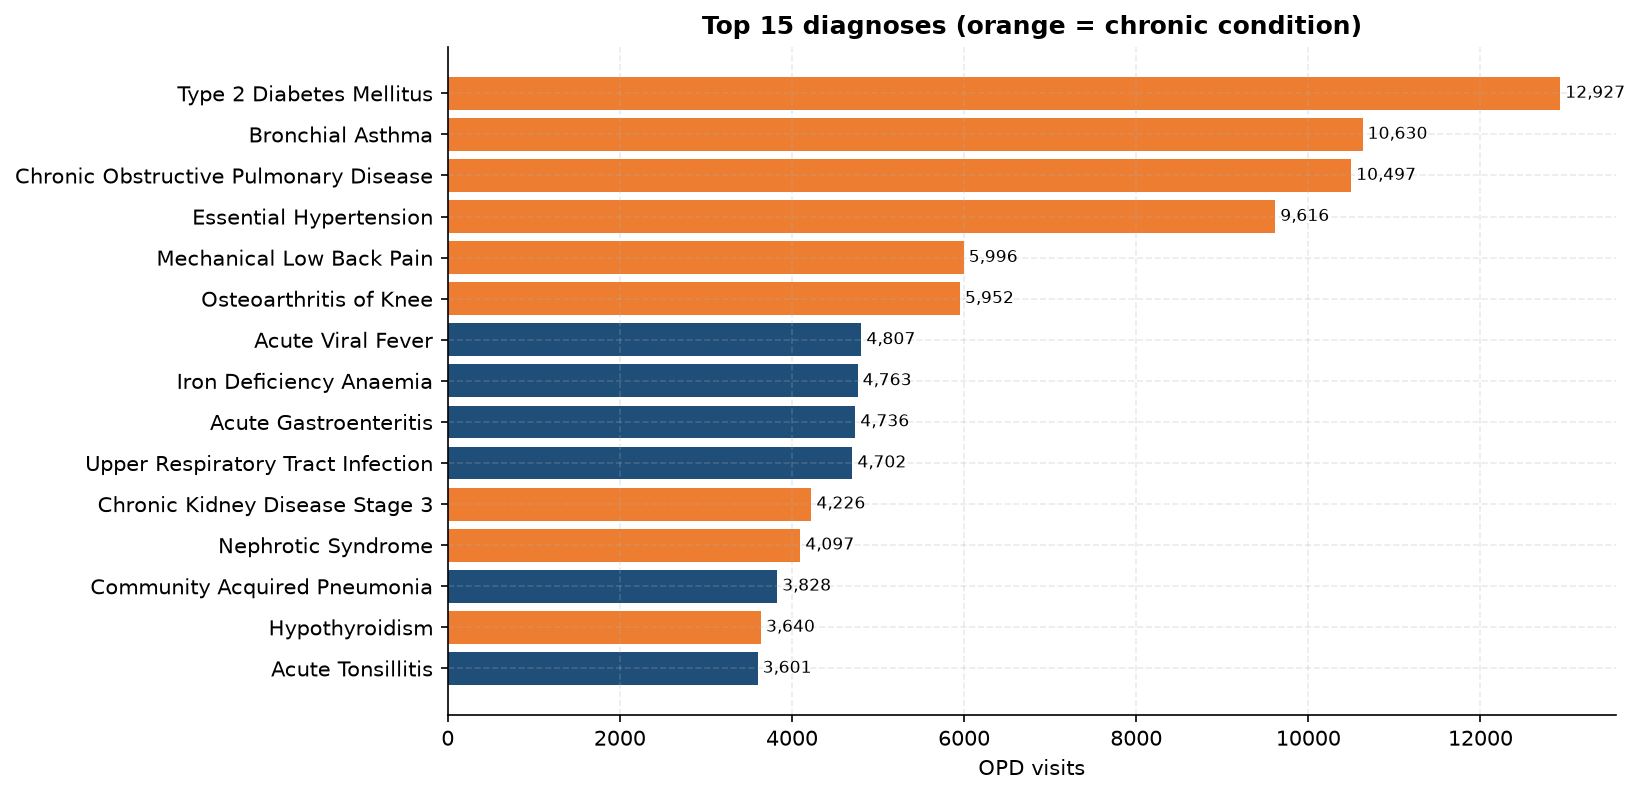 Top 15 diagnoses (orange = chronic condition)
Type 2 Diabetes Mellitus 12,927
Bronchial Asthma 10,630
Chronic Obstructive Pulmonary Disease 10,497
Essential Hypertension 9,616
Mechanical Low Back Pain 5,996
Osteoarthritis of Knee 5,952
Acute Viral Fever 4,807
Iron Deficiency Anaemia 4,763
Acute Gastroenteritis 4,736
Upper Respiratory Tract Infection 4,702
Chronic Kidney Disease Stage 3 4,226
Nephrotic Syndrome 4,097
Community Acquired Pneumonia 3,828
Hypothyroidism 3,640
Acute Tonsillitis 3,601
0 2000 4000 6000 8000 10000 12000
OPD visits